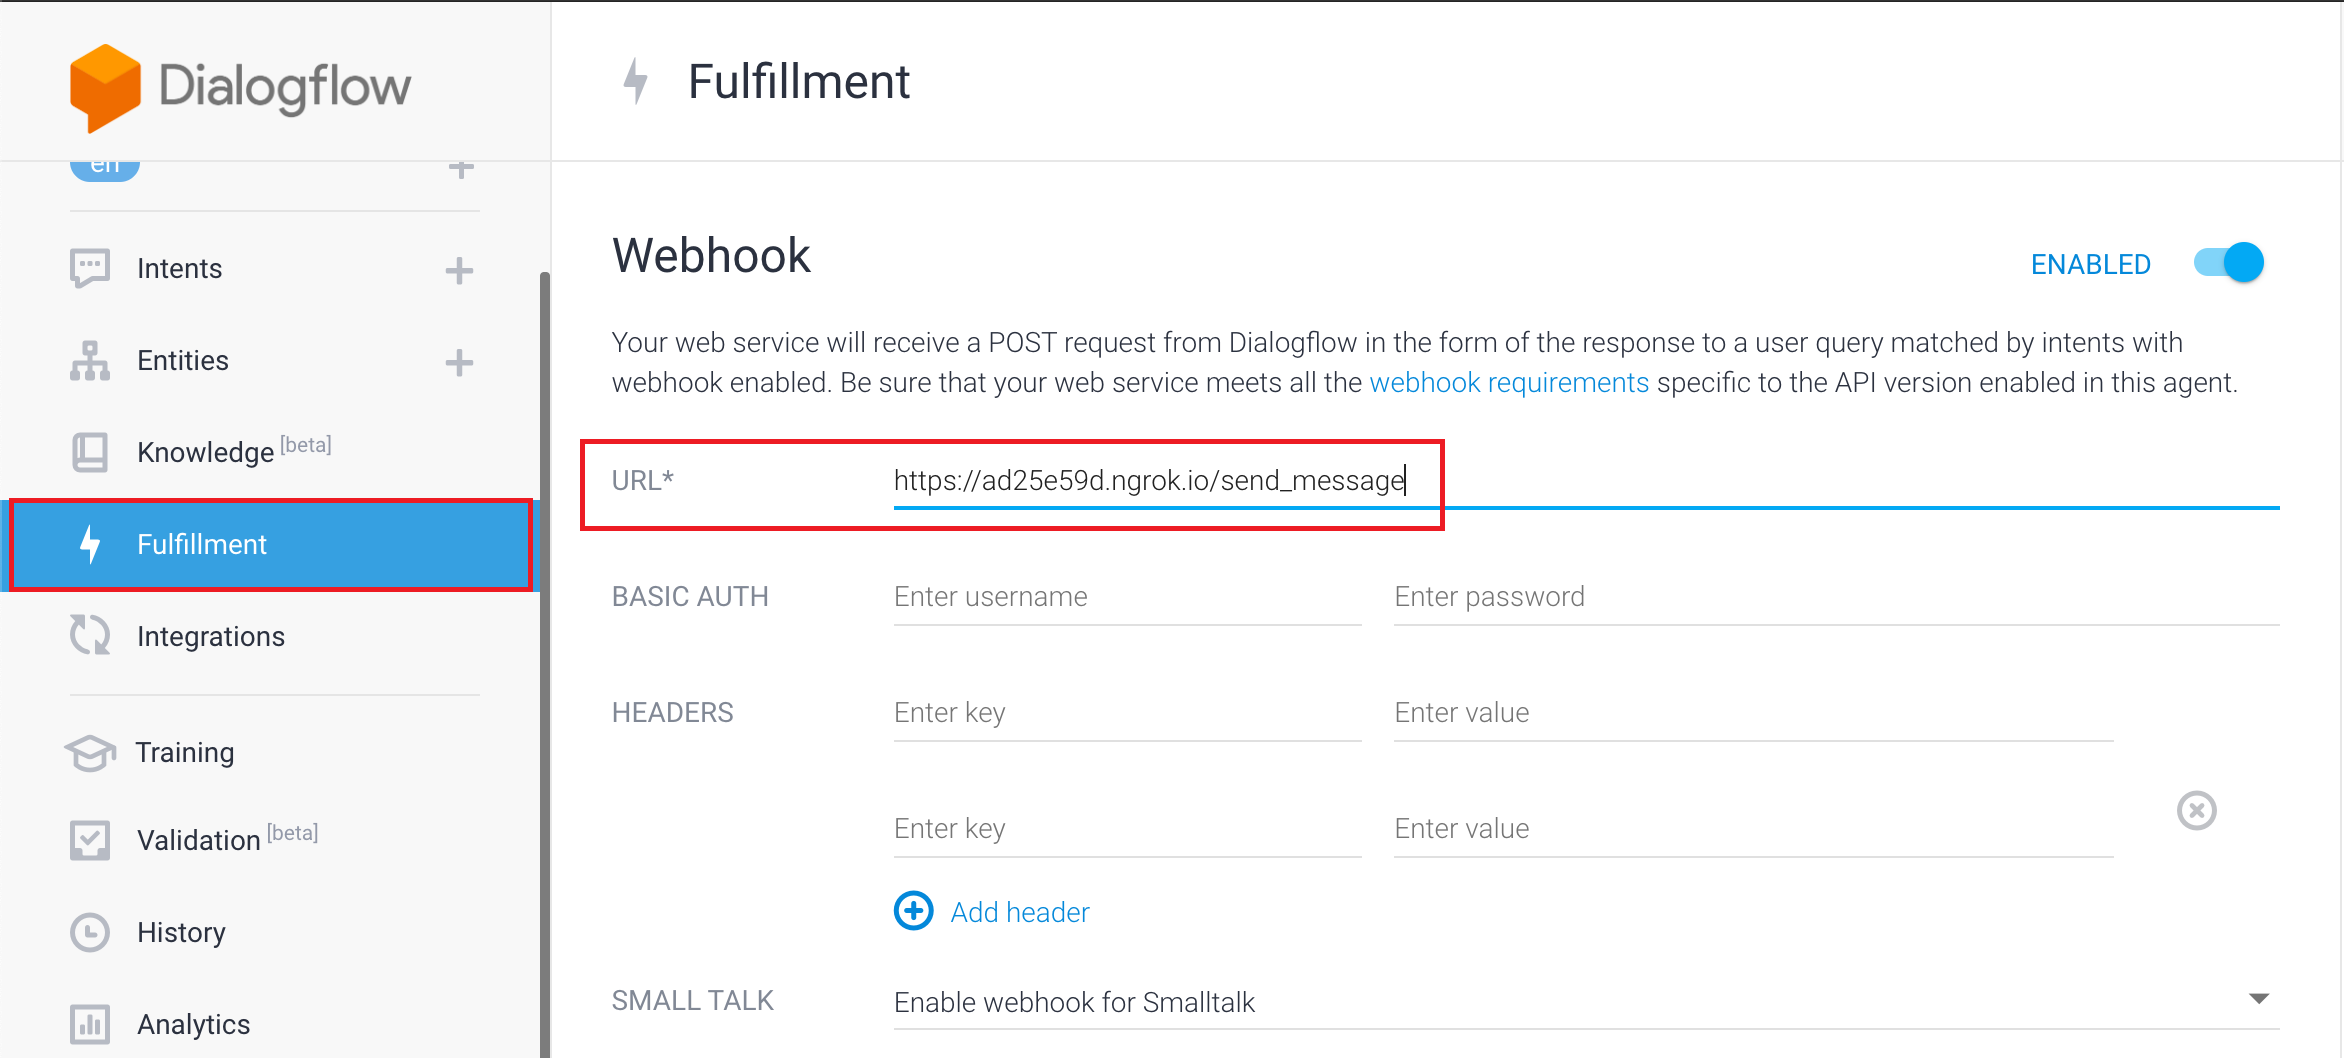 Dialogflow
en
Intents
Entities
Knowledge [beta]
Fulfillment
Integrations
Training
Validation [beta]
History
Analytics
Fulfillment
Webhook
ENABLED
Your web service will receive a POST request from Dialogflow in the form of the response to a user query matched by intents with
webhook enabled. Be sure that your web service meets all the webhook requirements specific to the API version enabled in this agent.
URL* https://ad25e59d.ngrok.io/send_message
BASIC AUTH Enter username Enter password
HEADERS Enter key Enter value
Enter key Enter value
Add header
SMALL TALK Enable webhook for Smalltalk